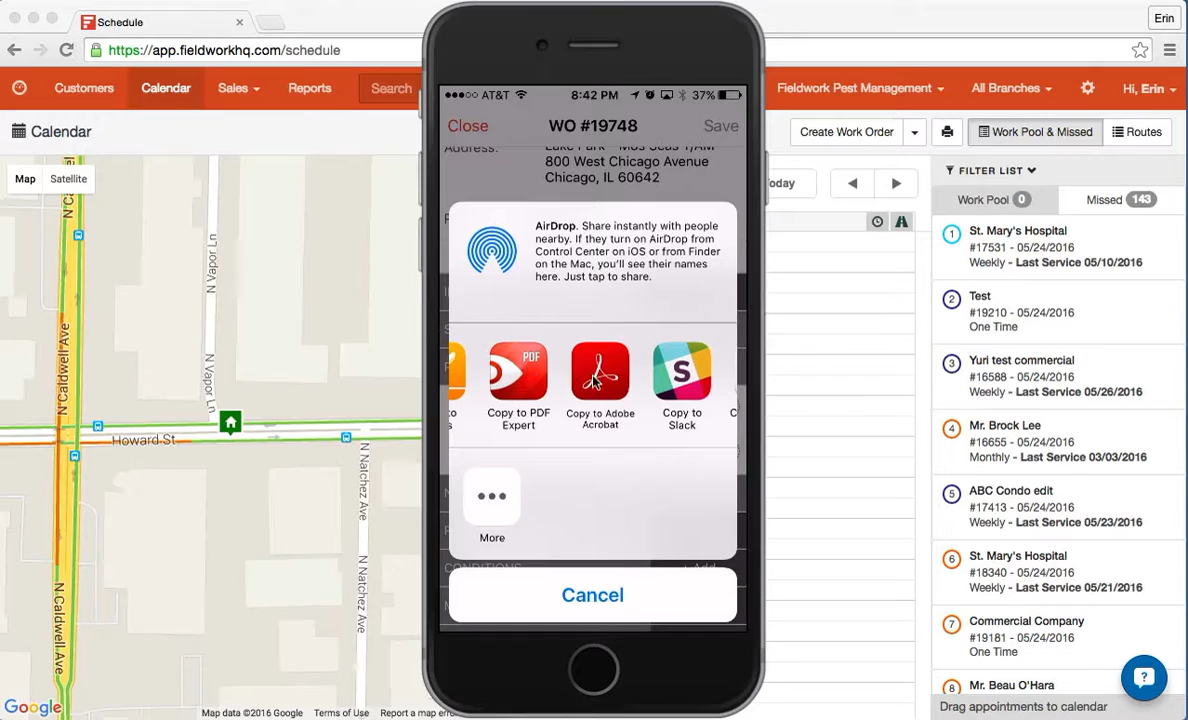 Schedule
Erin
https://app.fieldworkhq.com/schedule
Customers
Calendar
Sales
Reports
Search
Fieldwork Pest Management
All Branches
Hi, Erin
Calendar
Create Work Order
Work Pool & Missed
Routes
Map
Satellite
oday
FILTER LIST
Work Pool 0
Missed 143
1
St. Mary's Hospital
#17531 - 05/24/2016
Weekly - Last Service 05/10/2016
2
Test
#19210 - 05/24/2016
One Time
3
Yuri test commercial
#16588 - 05/24/2016
Weekly - Last Service 05/26/2016
4
Mr. Brock Lee
#16655 - 05/24/2016
Monthly - Last Service 03/03/2016
5
ABC Condo edit
#17413 - 05/24/2016
Weekly - Last Service 05/23/2016
6
St. Mary's Hospital
#18340 - 05/24/2016
Weekly - Last Service 05/21/2016
7
Commercial Company
#19181 - 05/24/2016
One Time
8
Mr. Beau O'Hara
Drag appointments to calendar
AT&T
8:42 PM
37%
Close
WO #19748
Save
Address:
800 West Chicago Avenue
Chicago, IL 60642
AirDrop. Share instantly with people
nearby. If they turn on AirDrop from
Control Center on iOS or from Finder
on the Mac, you'll see their names
here. Just tap to share.
PDF
S
Copy to PDF
Expert
Copy to Adobe
Acrobat
Copy to
Slack
More
Cancel
N Caldwell Ave
N Vapor Ln
N Vapor Ln
N Caldwell Ave
Howard St
N Natchez Ave
N Natchez Ave
Google
Map data ©2016 Google
Terms of Use
Report a map erro